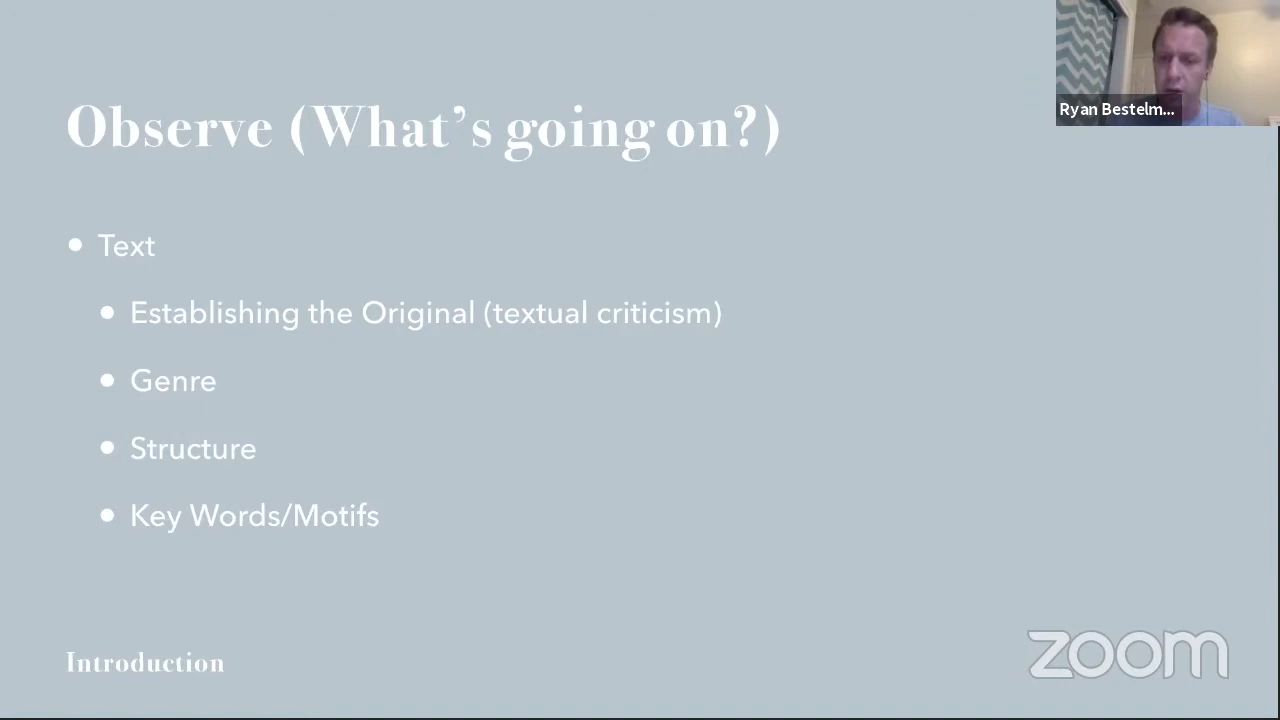 Observe (What’s going on?)
Ryan Bestelm...
• Text
• Establishing the Original (textual criticism)
• Genre
• Structure
• Key Words/Motifs
Introduction
zoom